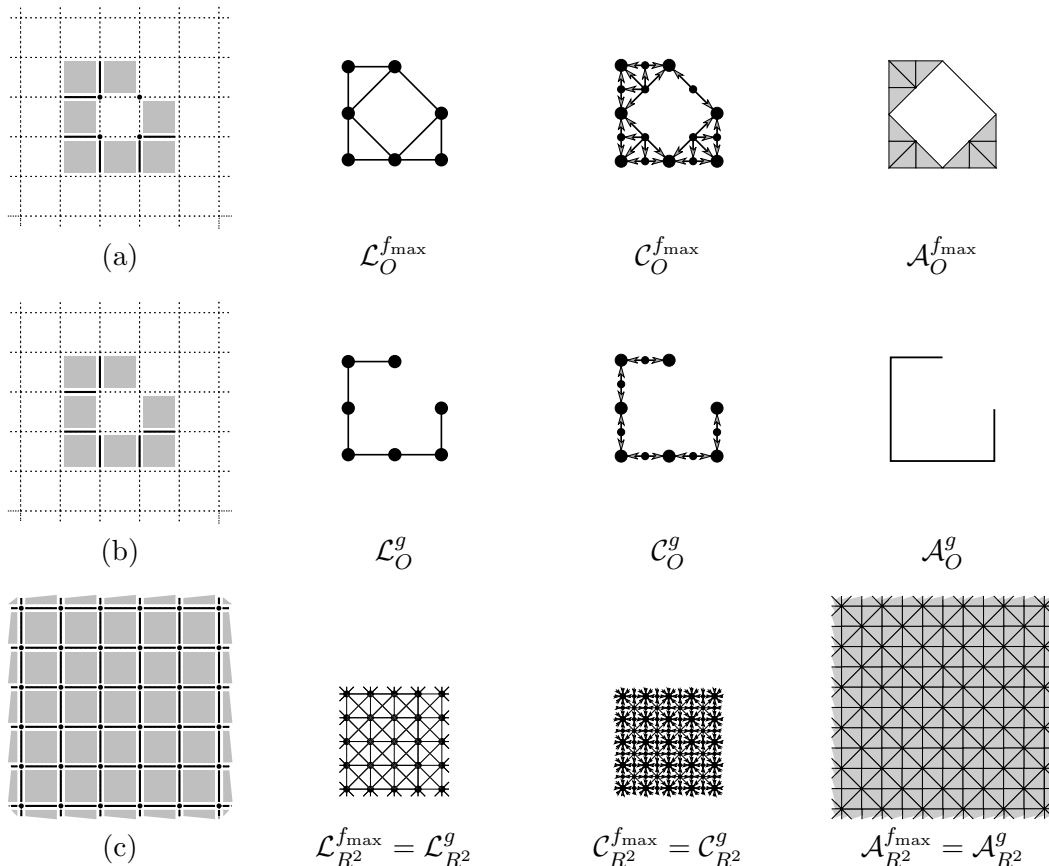 (a) $\mathcal{L}_O^{f_{\max}}$ $\mathcal{C}_O^{f_{\max}}$ $\mathcal{A}_O^{f_{\max}}$
(b) $\mathcal{L}_O^{g}$ $\mathcal{C}_O^{g}$ $\mathcal{A}_O^{g}$
(c) $\mathcal{L}_{R^2}^{f_{\max}} = \mathcal{L}_{R^2}^{g}$ $\mathcal{C}_{R^2}^{f_{\max}} = \mathcal{C}_{R^2}^{g}$ $\mathcal{A}_{R^2}^{f_{\max}} = \mathcal{A}_{R^2}^{g}$